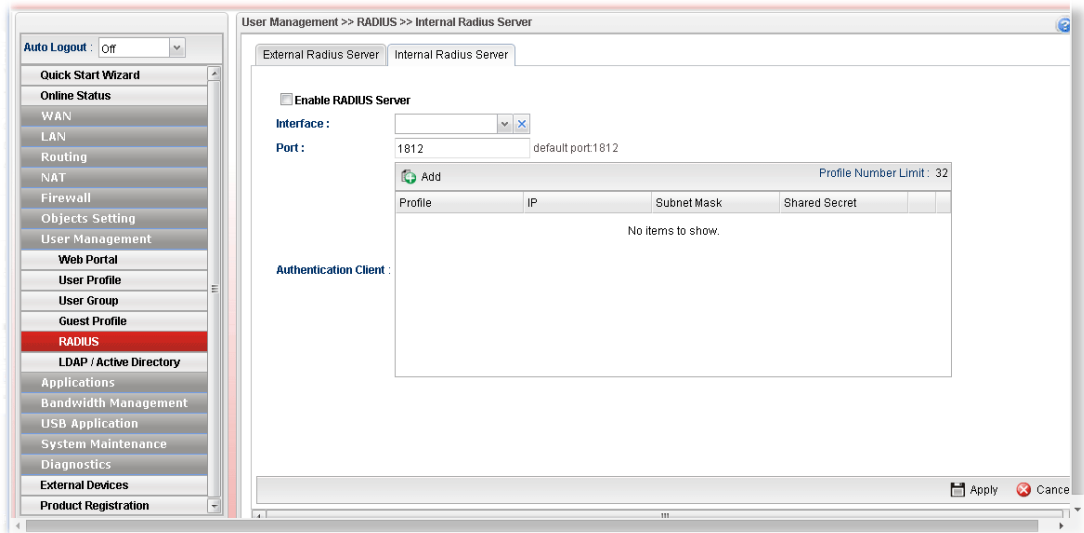 User Management >> RADIUS >> Internal Radius Server
Auto Logout : Off
Quick Start Wizard
Online Status
WAN
LAN
Routing
NAT
Firewall
Objects Setting
User Management
Web Portal
User Profile
User Group
Guest Profile
RADIUS
LDAP / Active Directory
Applications
Bandwidth Management
USB Application
System Maintenance
Diagnostics
External Devices
Product Registration
External Radius Server Internal Radius Server
Enable RADIUS Server
Interface :
Port : 1812 default port:1812
Add Profile Number Limit : 32
Profile IP Subnet Mask Shared Secret
No items to show.
Authentication Client :
Apply Cance